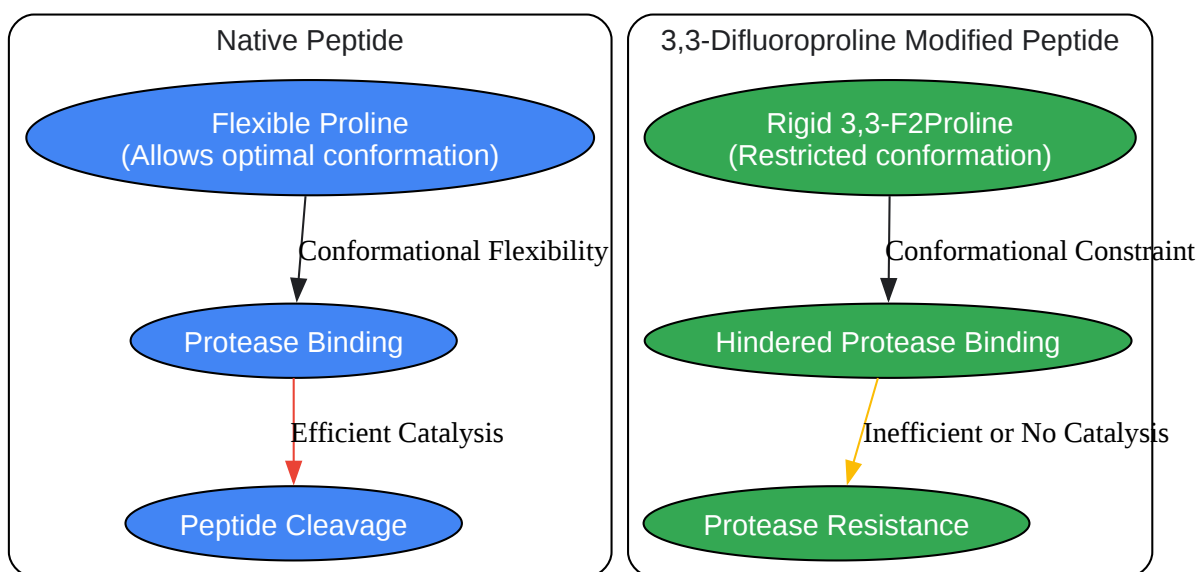 Native Peptide
Flexible Proline
(Allows optimal conformation)
Conformational Flexibility
Protease Binding
Efficient Catalysis
Peptide Cleavage
3,3-Difluoroproline Modified Peptide
Rigid 3,3-F2Proline
(Restricted conformation)
Conformational Constraint
Hindered Protease Binding
Inefficient or No Catalysis
Protease Resistance